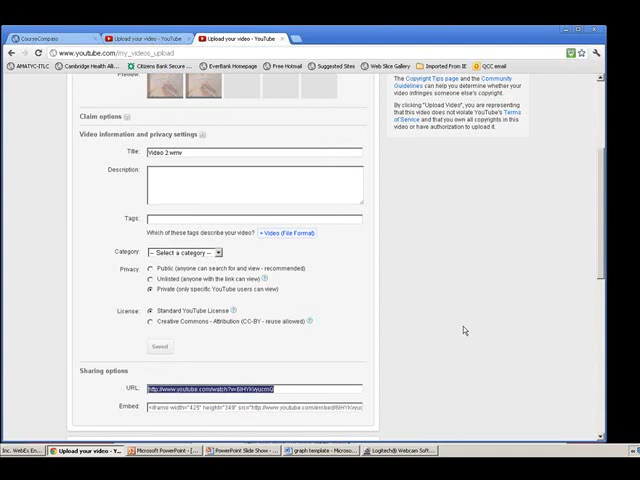 CourseCompass
Upload your video - YouTube
Upload your video - YouTube
www.youtube.com/my_videos_upload
AMATYC-ITLC
Cambridge Health All...
Citizens Bank Secur...
EverBank Homepage
Free Hotmail
Suggested Sites
Web Slice Gallery
Imported From IE
QCC email
Preview
The Copyright Tips page and the Community
Guidelines can help you determine whether your
video infringes someone else's copyright.
By clicking "Upload Video", you are representing
that this video does not violate YouTube's Terms
of Service and that you own all copyrights in this
video or have authorization to upload it.
Claim options
Video information and privacy settings
Title: Video 2.wmv
Description:
Tags:
Which of these tags describe your video? + Video (File Format)
Category: -- Select a category --
Privacy: Public (anyone can search for and view - recommended)
Unlisted (anyone with the link can view) ?
Private (only specific YouTube users can view)
License: Standard YouTube License ?
Creative Commons - Attribution (CC-BY - reuse allowed) ?
Saved
Sharing options
URL:
Embed:
Inc. WebEx En...
Upload your video - Y...
Microsoft PowerPoint - [...
PowerPoint Slide Show - ...
graph template - Microso...
Logitech® Webcam Soft...